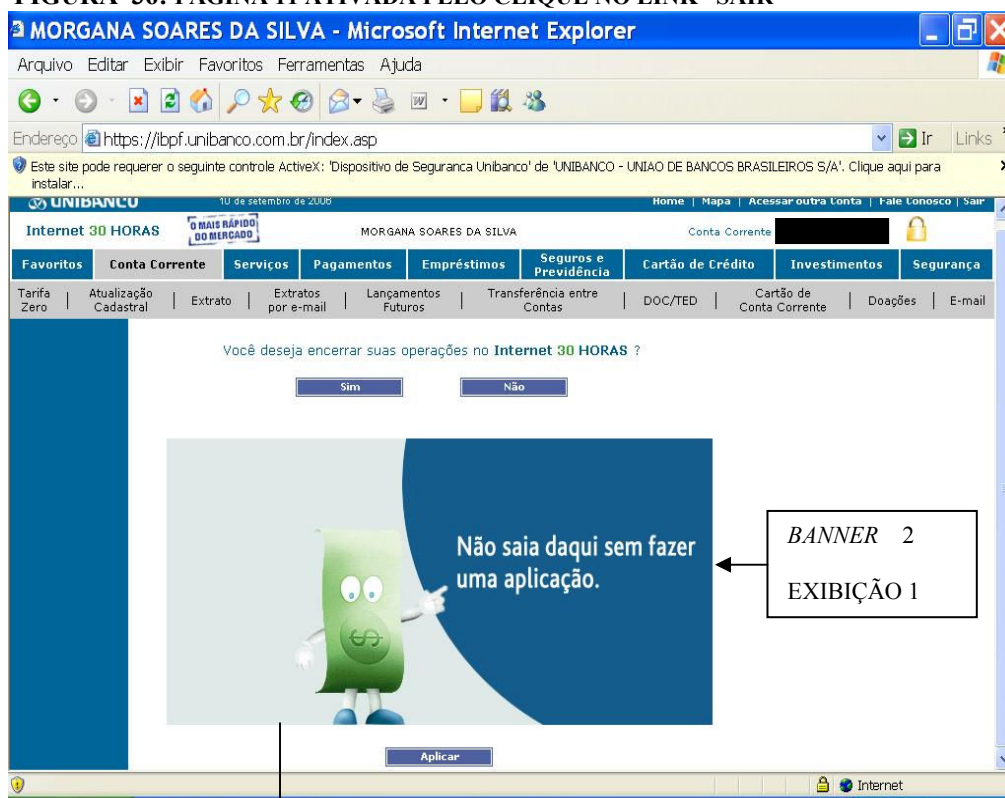 FIGURA 50: PÁGINA 11 ATIVADA PELO CLIQUE NO LINK "SAIR"
MORGANA SOARES DA SILVA - Microsoft Internet Explorer
Arquivo Editar Exibir Favoritos Ferramentas Ajuda
Endereço https://ibpf.unibanco.com.br/index.asp Ir Links
Este site pode requerer o seguinte controle ActiveX: 'Dispositivo de Seguranca Unibanco' de 'UNIBANCO - UNIAO DE BANCOS BRASILEIROS S/A'. Clique aqui para
instalar...
UNIBANCO 10 de setembro de 2006 Home | Mapa | Acessar outra Conta | Fale Conosco | Sair
Internet 30 HORAS O MAIS RÁPIDO DO MERCADO MORGANA SOARES DA SILVA Conta Corrente
Favoritos Conta Corrente Serviços Pagamentos Empréstimos Seguros e Previdência Cartão de Crédito Investimentos Segurança
Tarifa Zero | Atualização Cadastral | Extrato | Extratos por e-mail | Lançamentos Futuros | Transferência entre Contas | DOC/TED | Cartão de Conta Corrente | Doações | E-mail
Você deseja encerrar suas operações no Internet 30 HORAS ?
Sim Não
Não saia daqui sem fazer
uma aplicação.
BANNER 2
EXIBIÇÃO 1
Aplicar
Internet